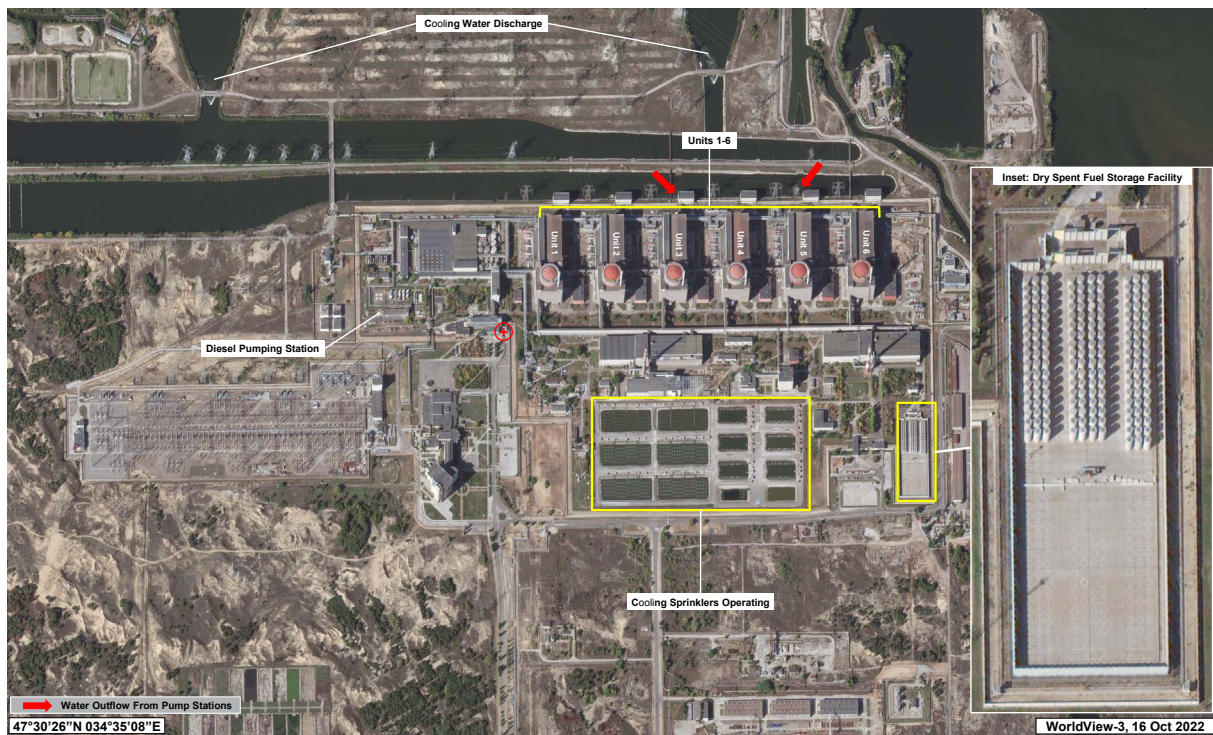 Cooling Water Discharge
Units 1-6
Inset: Dry Spent Fuel Storage Facility
Unit 1
Unit 2
Unit 3
Unit 4
Unit 5
Unit 6
Diesel Pumping Station
Cooling Sprinklers Operating
Water Outflow From Pump Stations
47°30'26"N 034°35'08"E
WorldView-3, 16 Oct 2022